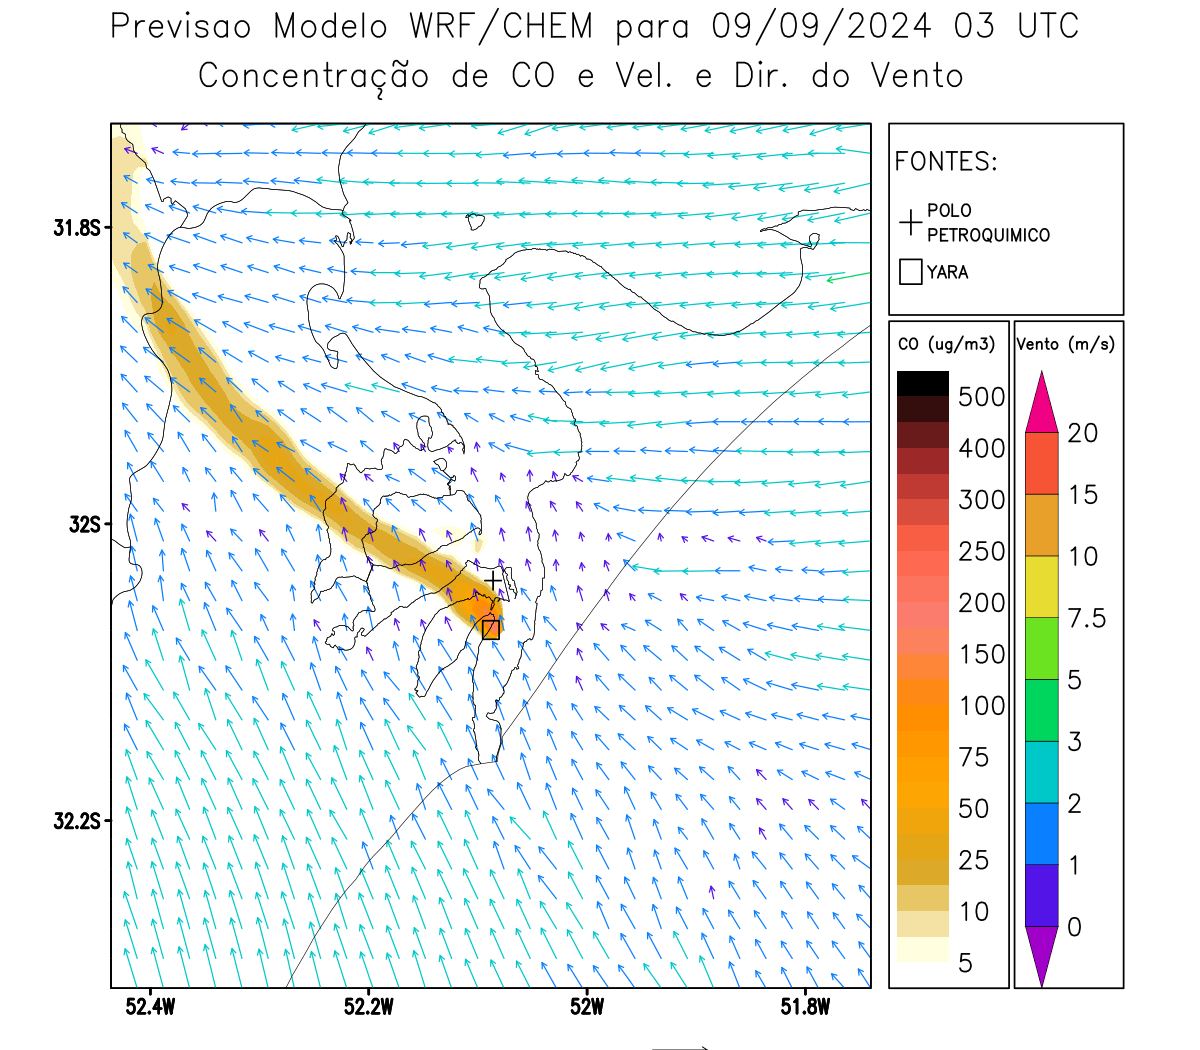 Previsao Modelo WRF/CHEM para 09/09/2024 03 UTC
Concentração de CO e Vel. e Dir. do Vento
FONTES:
POLO
PETROQUIMICO
YARA
CO (ug/m3)
500
400
300
250
200
150
100
75
50
25
10
5
Vento (m/s)
20
15
10
7.5
5
3
2
1
0
31.8S
32S
32.2S
52.4W
52.2W
52W
51.8W